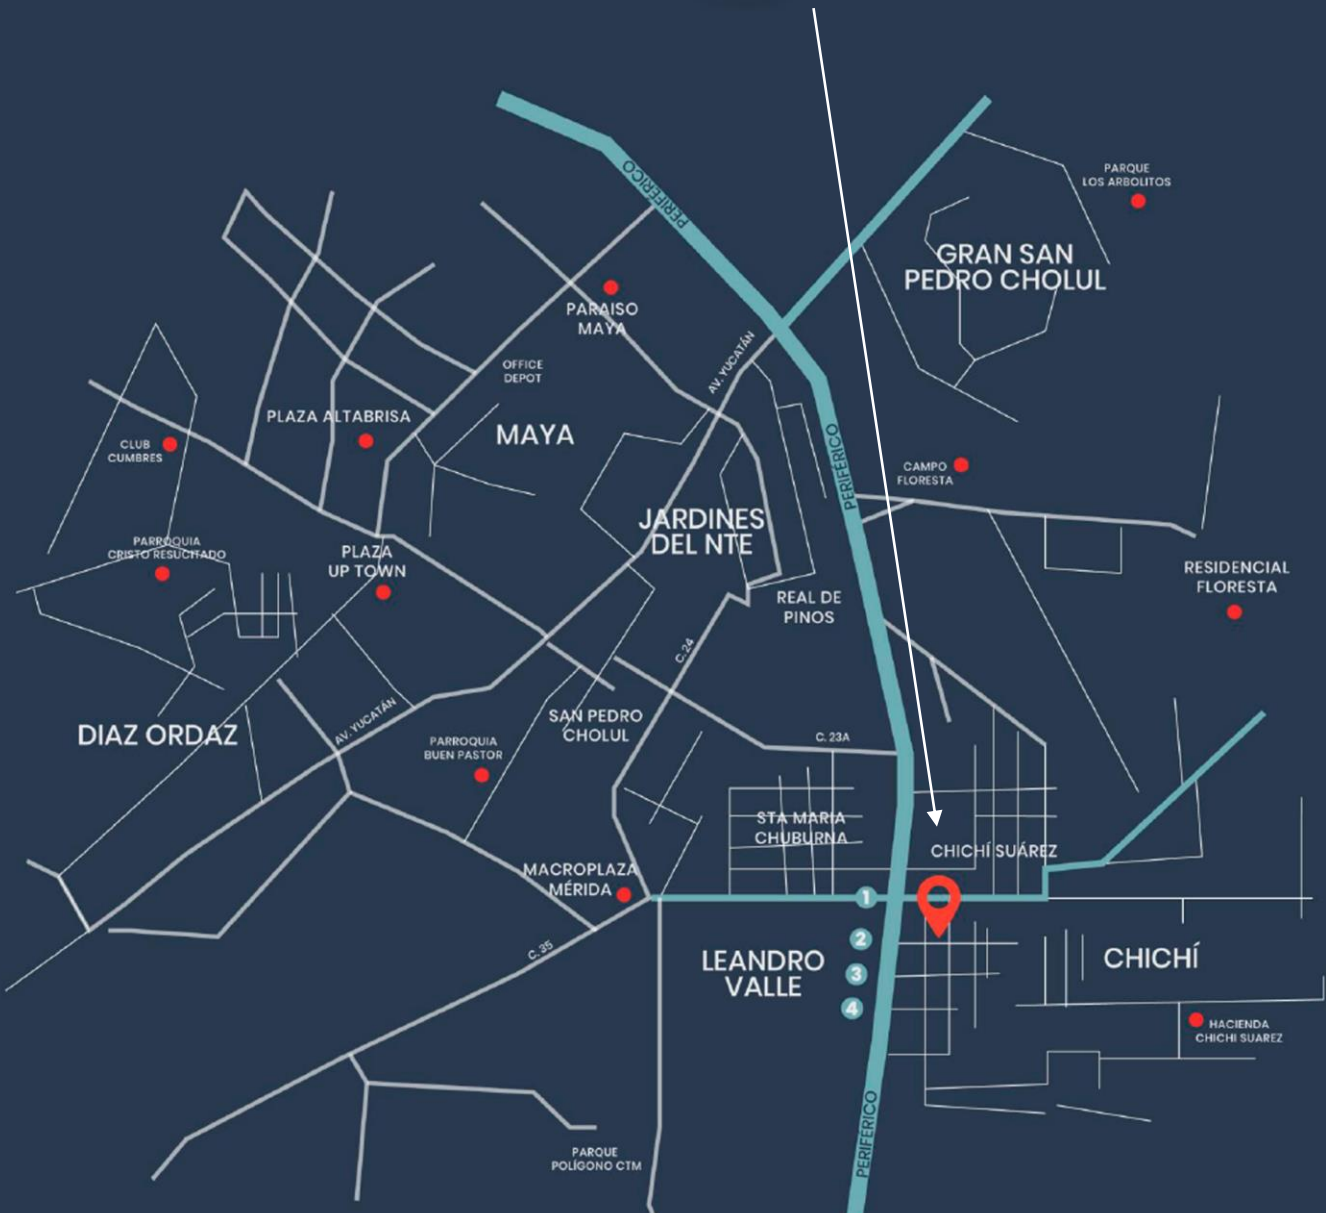 PERIFERICO
PERIFERICO
PARQUE
LOS ARBOLITOS
GRAN SAN
PEDRO CHOLUL
PARAISO
MAYA
AV. YUCATÁN
OFFICE
DEPOT
PLAZA ALTABRISA
MAYA
CLUB
CUMBRES
PERIFÉRICO
CAMPO
FLORESTA
JARDINES
DEL NTE
PARROQUIA
CRISTO RESUCITADO
PLAZA
UP TOWN
RESIDENCIAL
FLORESTA
REAL DE
PINOS
C. 24
SAN PEDRO
CHOLUL
AV. YUCATÁN
DIAZ ORDAZ
PARROQUIA
BUEN PASTOR
C. 23A
STA MARIA
CHUBURNA
CHICHÍ SUÁREZ
MACROPLAZA
MÉRIDA
1
2
3
4
C. 35
LEANDRO
VALLE
CHICHÍ
HACIENDA
CHICHI SUAREZ
PERIFERICO
PARQUE
POLÍGONO CTM